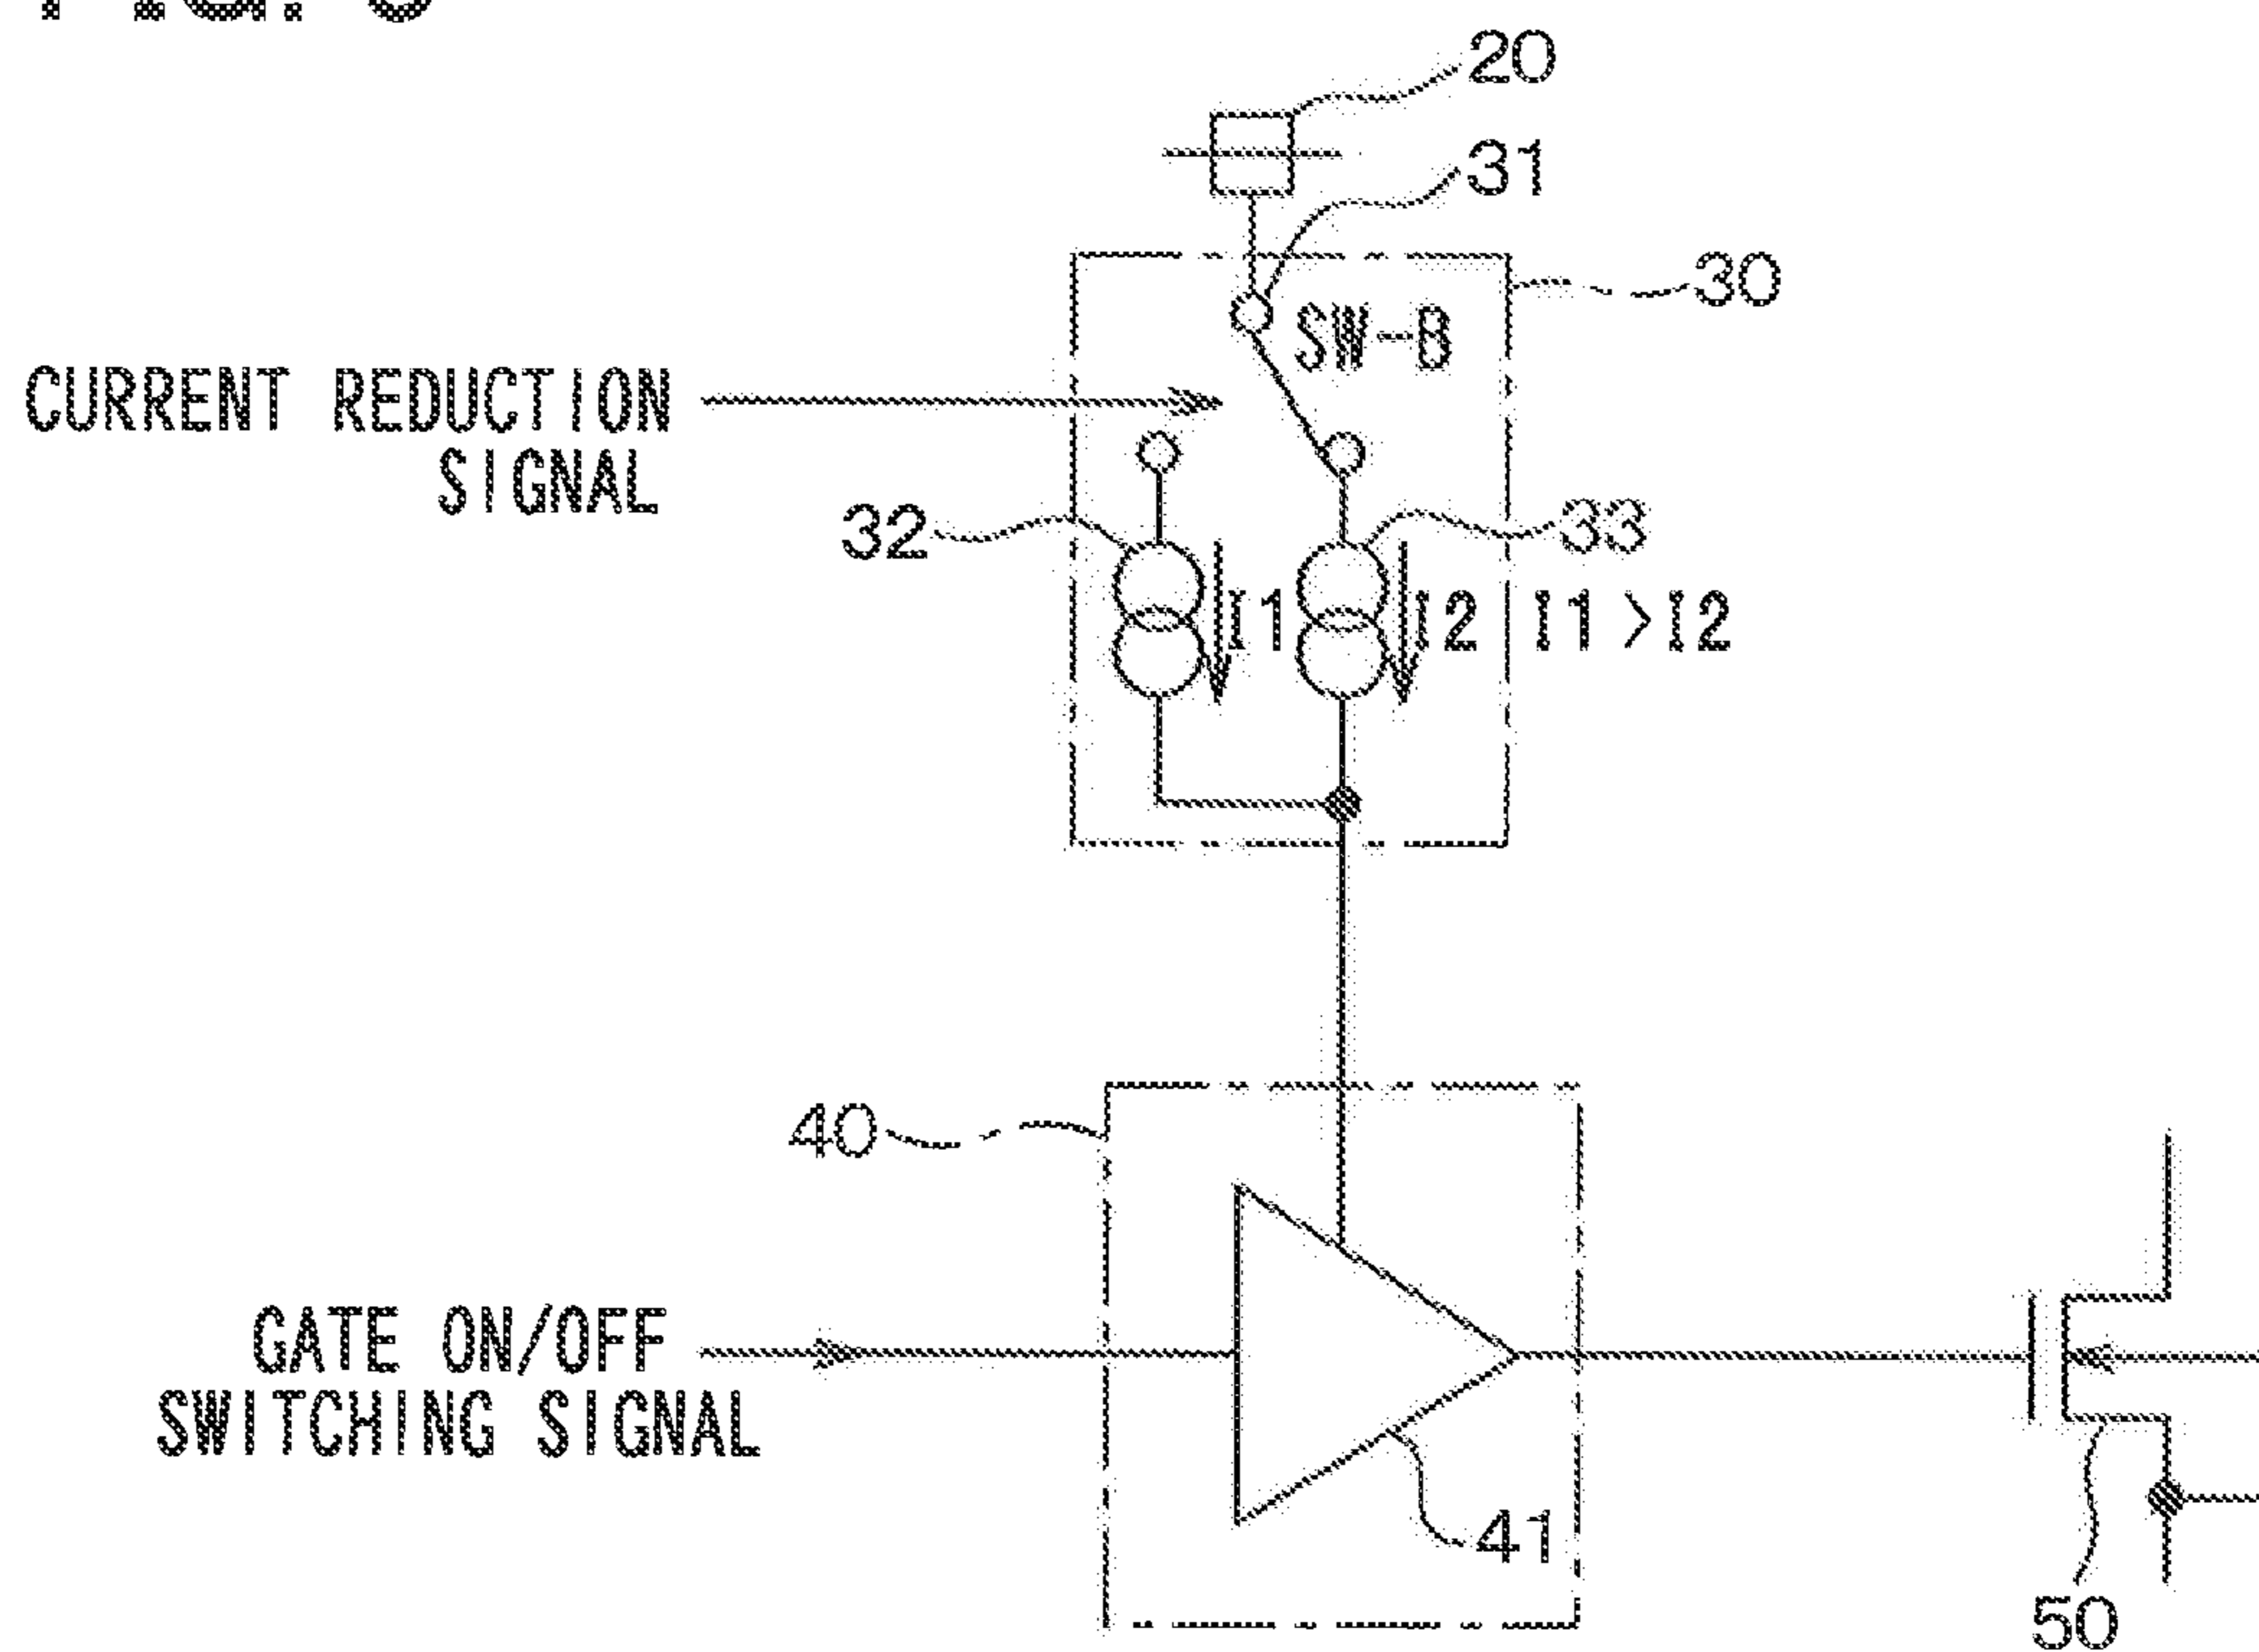 20
31
30
SW-B
CURRENT REDUCTION
SIGNAL
32
33
I1
I2
I1>I2
40
GATE ON/OFF
SWITCHING SIGNAL
41
50